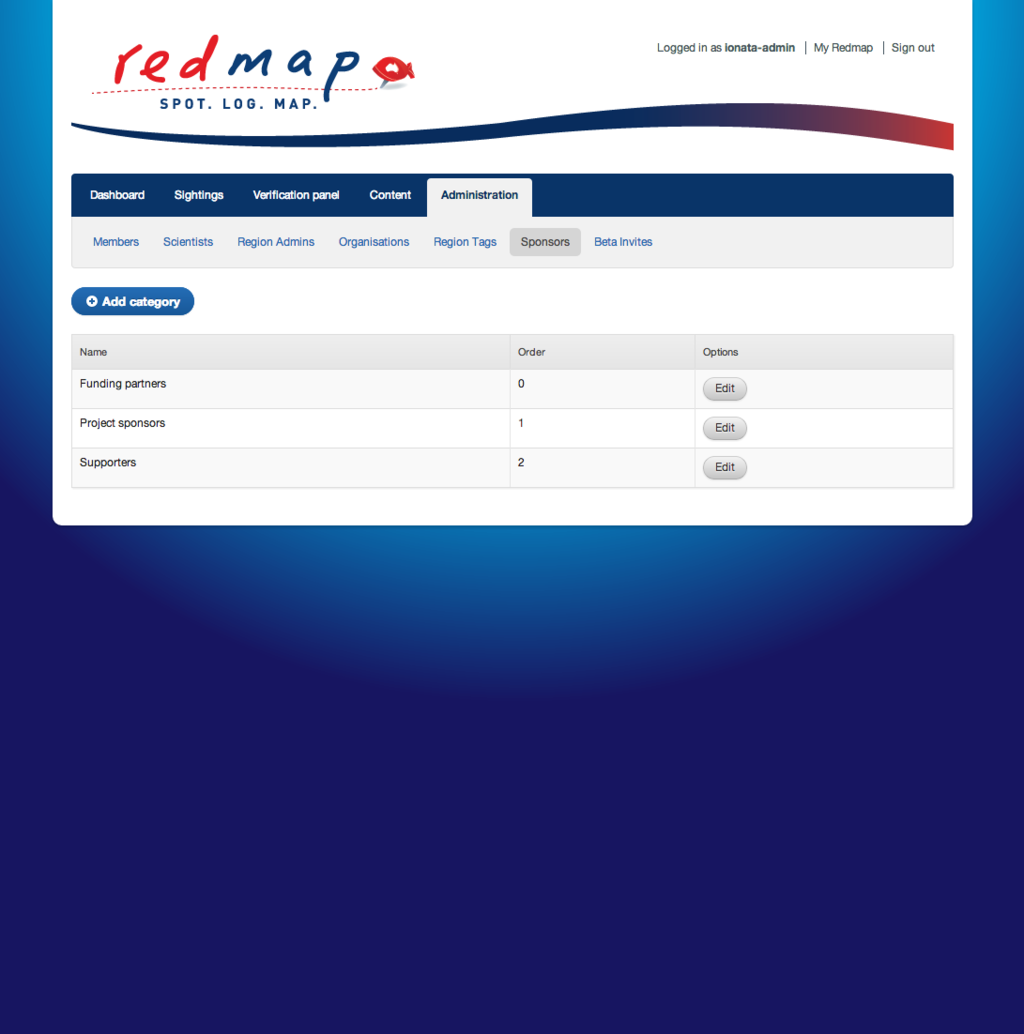 redmap
SPOT. LOG. MAP.
Logged in as ionata-admin | My Redmap | Sign out
Dashboard Sightings Verification panel Content Administration
Members Scientists Region Admins Organisations Region Tags Sponsors Beta Invites
Add category
Name Order Options
Funding partners 0 Edit
Project sponsors 1 Edit
Supporters 2 Edit